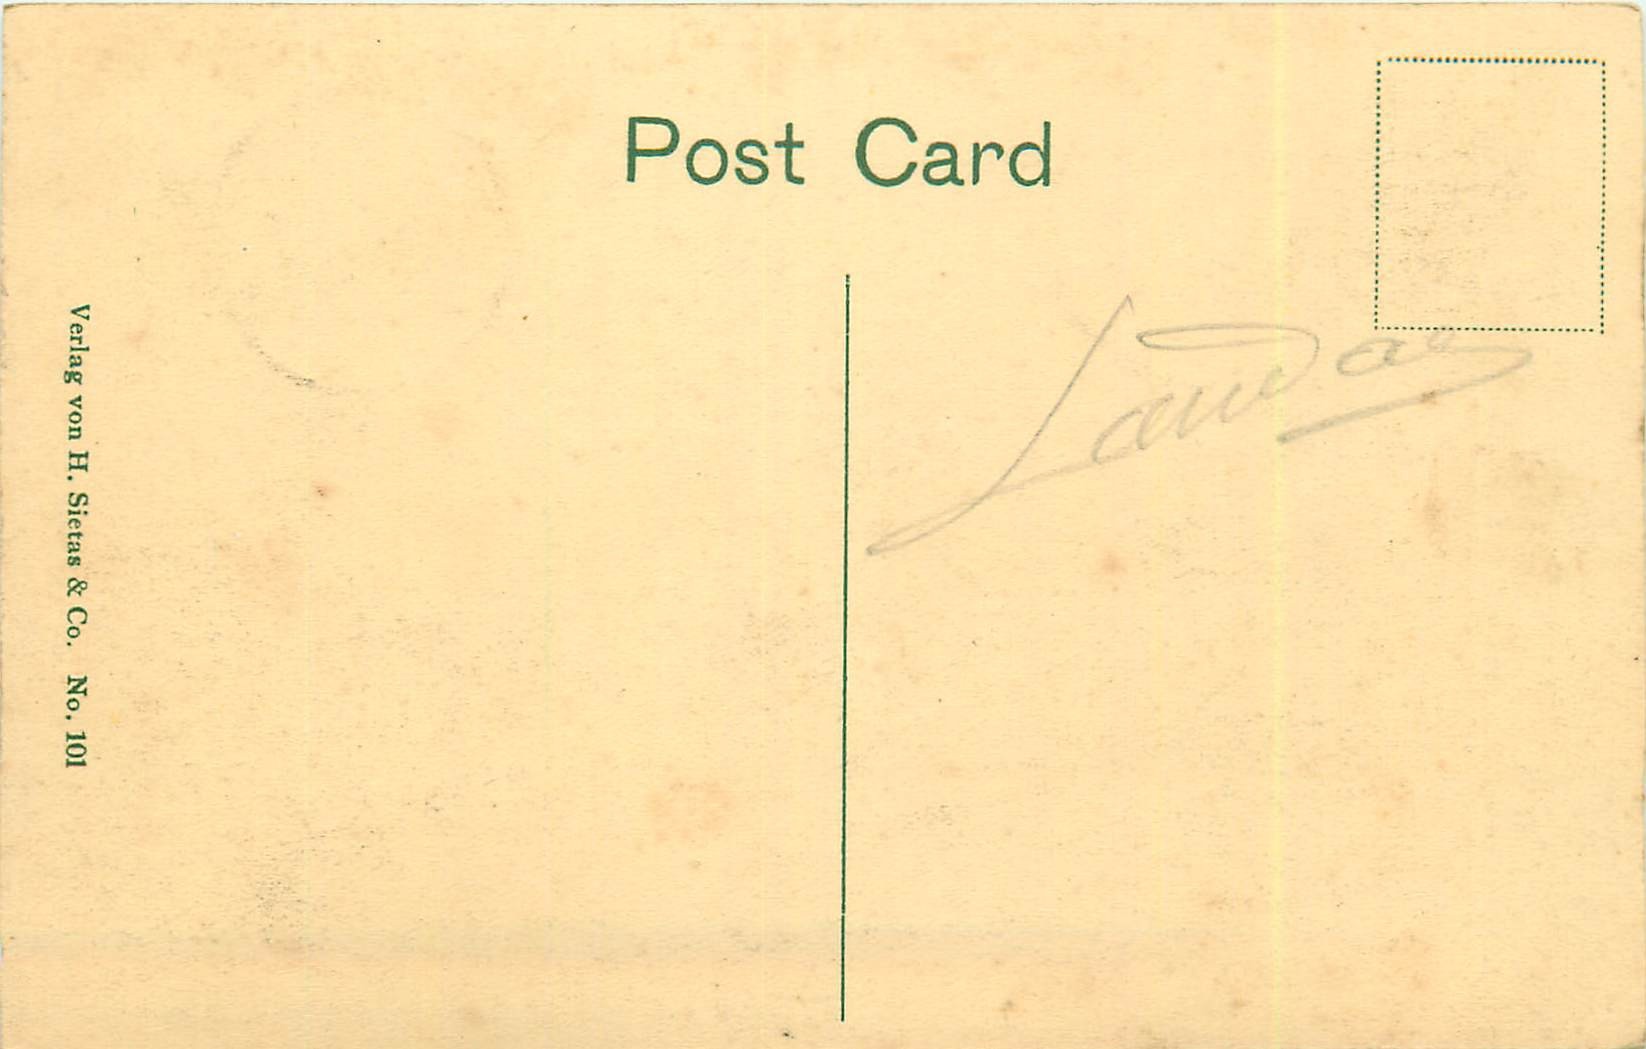 Post Card
Verlag von H. Sietas & Co. No. 101